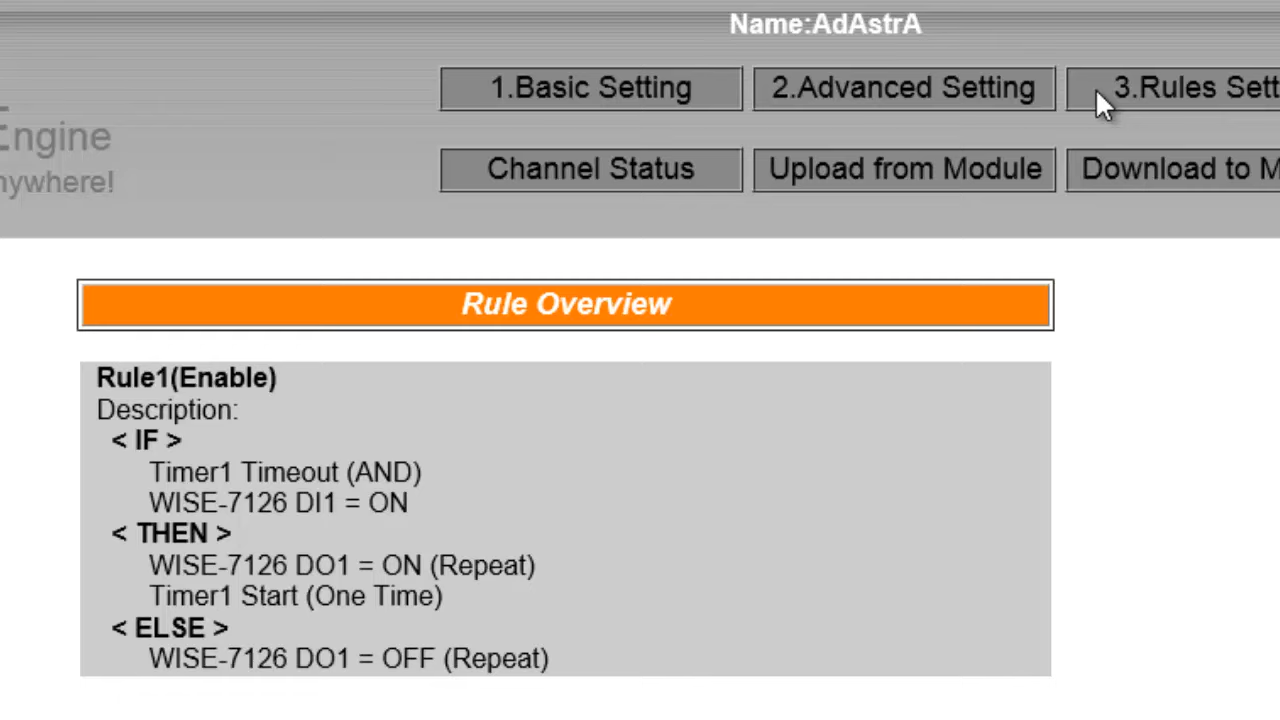 Name:AdAstrA
1.Basic Setting 2.Advanced Setting 3.Rules Sett
Engine
nywhere!
Channel Status Upload from Module Download to M
Rule Overview
Rule1(Enable)
Description:
< IF >
Timer1 Timeout (AND)
WISE-7126 DI1 = ON
< THEN >
WISE-7126 DO1 = ON (Repeat)
Timer1 Start (One Time)
< ELSE >
WISE-7126 DO1 = OFF (Repeat)